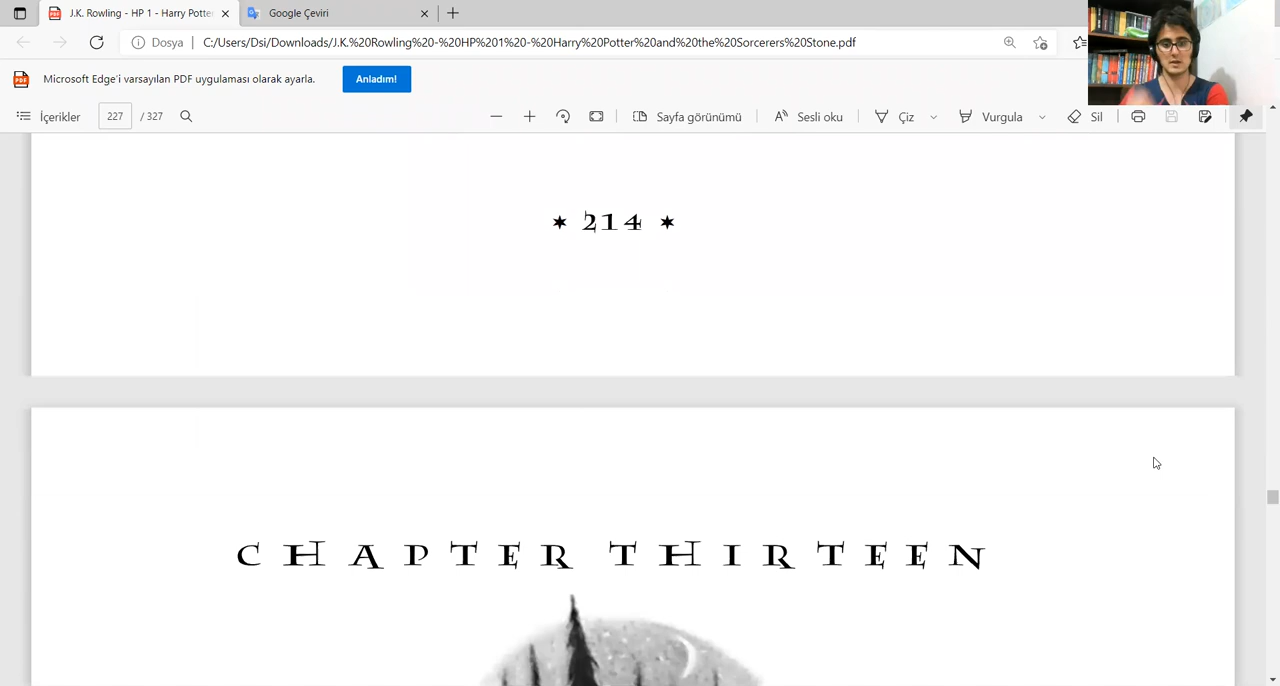 J.K. Rowling - HP 1 - Harry Potte
Google Çeviri
Dosya
C:/Users/Dsi/Downloads/J.K.%20Rowling%20-%20HP%201%20-%20Harry%20Potter%20and%20the%20Sorcerers%20Stone.pdf
Microsoft Edge'i varsayılan PDF uygulaması olarak ayarla.
Anladım!
İçerikler
227 / 327
Sayfa görünümü
Sesli oku
Çiz
Vurgula
Sil
★ 214 ★
CHAPTER THIRTEEN